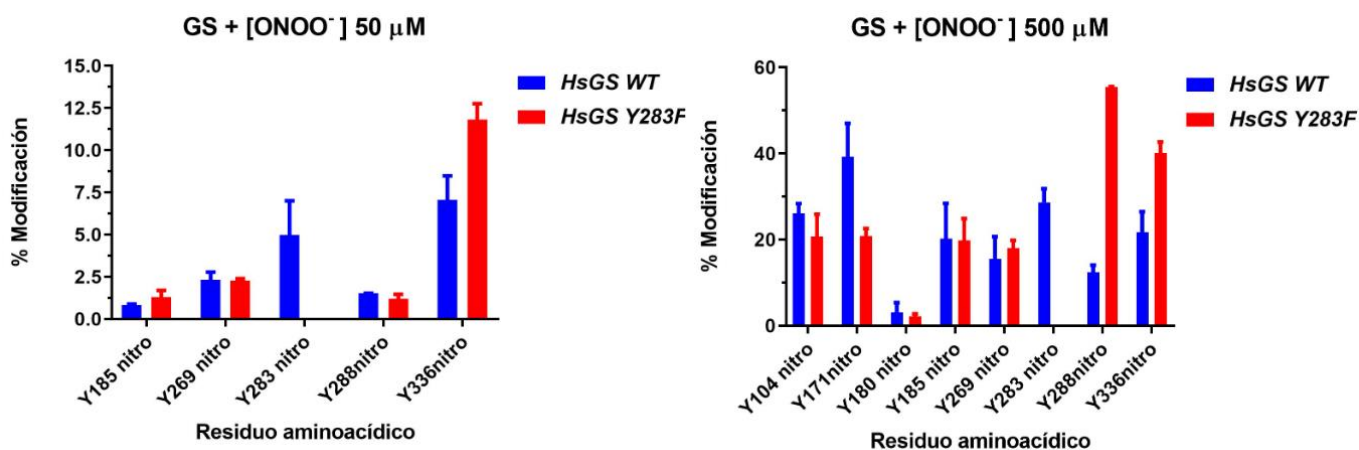 GS + [ONOO⁻ ] 50 μM
% Modificación
15.0
12.5
10.0
7.5
5.0
2.5
0.0
Y185 nitro
Y269 nitro
Y283 nitro
Y288 nitro
Y336nitro
Residuo aminoacídico
HsGS WT
HsGS Y283F
GS + [ONOO⁻ ] 500 μM
% Modificación
60
40
20
0
Y104 nitro
Y171nitro
Y180 nitro
Y185 nitro
Y269 nitro
Y283 nitro
Y288nitro
Y336nitro
Residuo aminoacídico
HsGS WT
HsGS Y283F